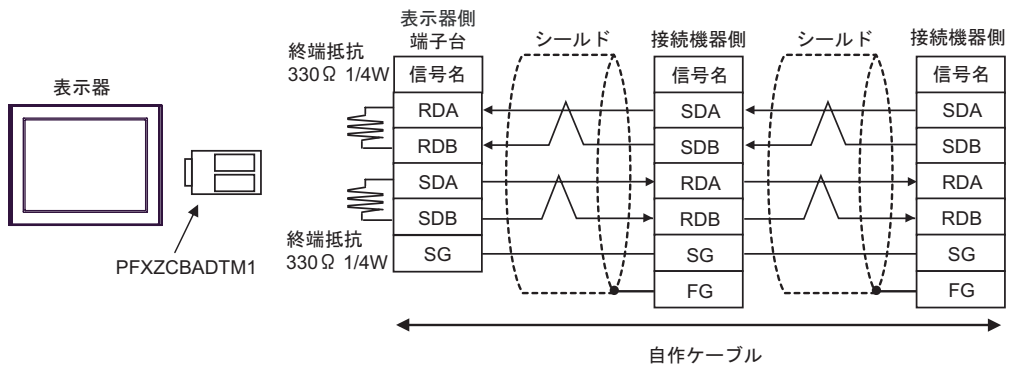 表示器
PFXZCBADTM1
終端抵抗
330Ω 1/4W
終端抵抗
330Ω 1/4W
表示器側
端子台
信号名
RDA
RDB
SDA
SDB
SG
シールド
接続機器側
信号名
SDA
SDB
RDA
RDB
SG
FG
シールド
接続機器側
信号名
SDA
SDB
RDA
RDB
SG
FG
自作ケーブル